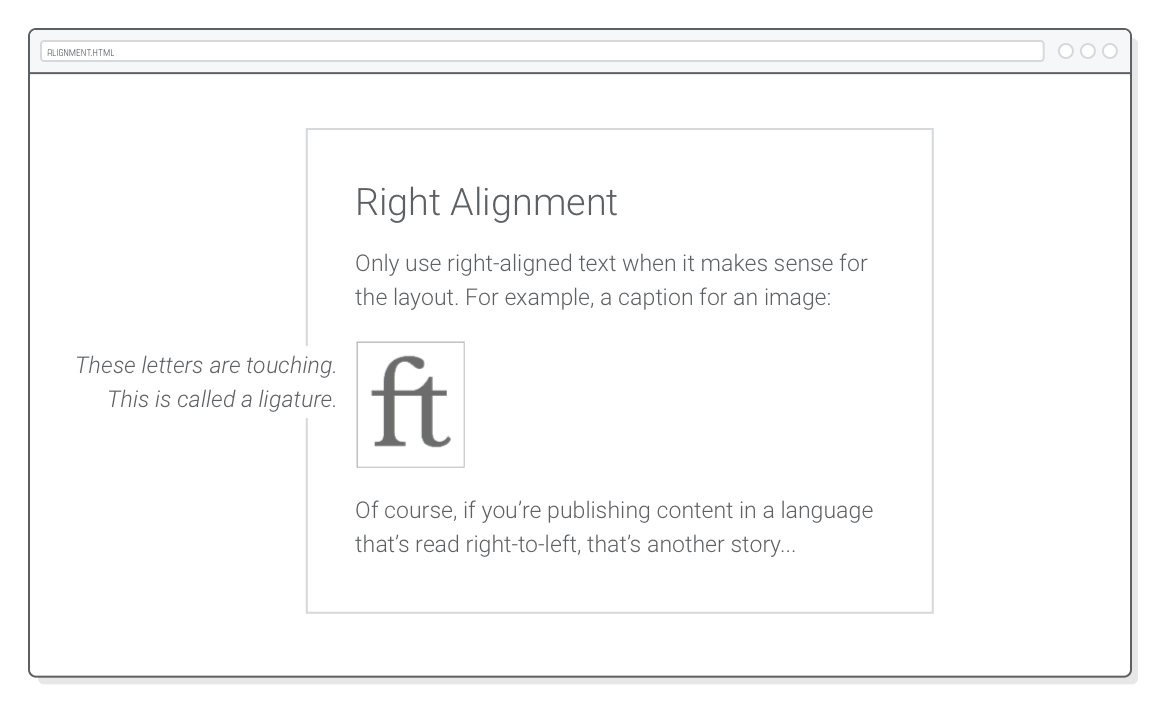 ALIGNMENT.HTML
Right Alignment
Only use right-aligned text when it makes sense for
the layout. For example, a caption for an image:
These letters are touching.
This is called a ligature.
ft
Of course, if you’re publishing content in a language
that’s read right-to-left, that’s another story...